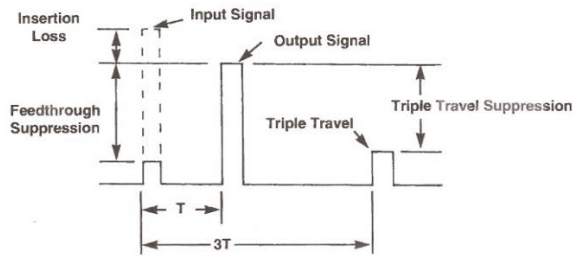 Insertion
Loss
Input Signal
Output Signal
Feedthrough
Suppression
Triple Travel
Triple Travel Suppression
T
3T